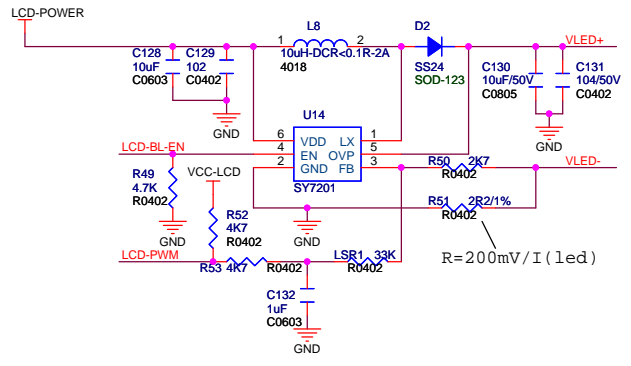 LCD-POWER
L8
D2
1
2
VLED+
10uH-DCR<0.1R-2A
4018
SS24
SOD-123
C128
10uF
C0603
C129
102
C0402
C130
10uF/50V
C0805
C131
104/50V
C0402
GND
GND
U14
6 VDD LX 1
4 EN OVP 5
2 GND FB 3
SY7201
LCD-BL-EN
R49
4.7K
R0402
GND
VCC-LCD
R50 2K7
R0402
VLED-
R51 2R2/1%
R0402
GND
R52
4K7
R0402
R=200mV/I(led)
LCD-PWM
R53 4K7
R0402
LSR1 33K
R0402
C132
1uF
C0603
GND